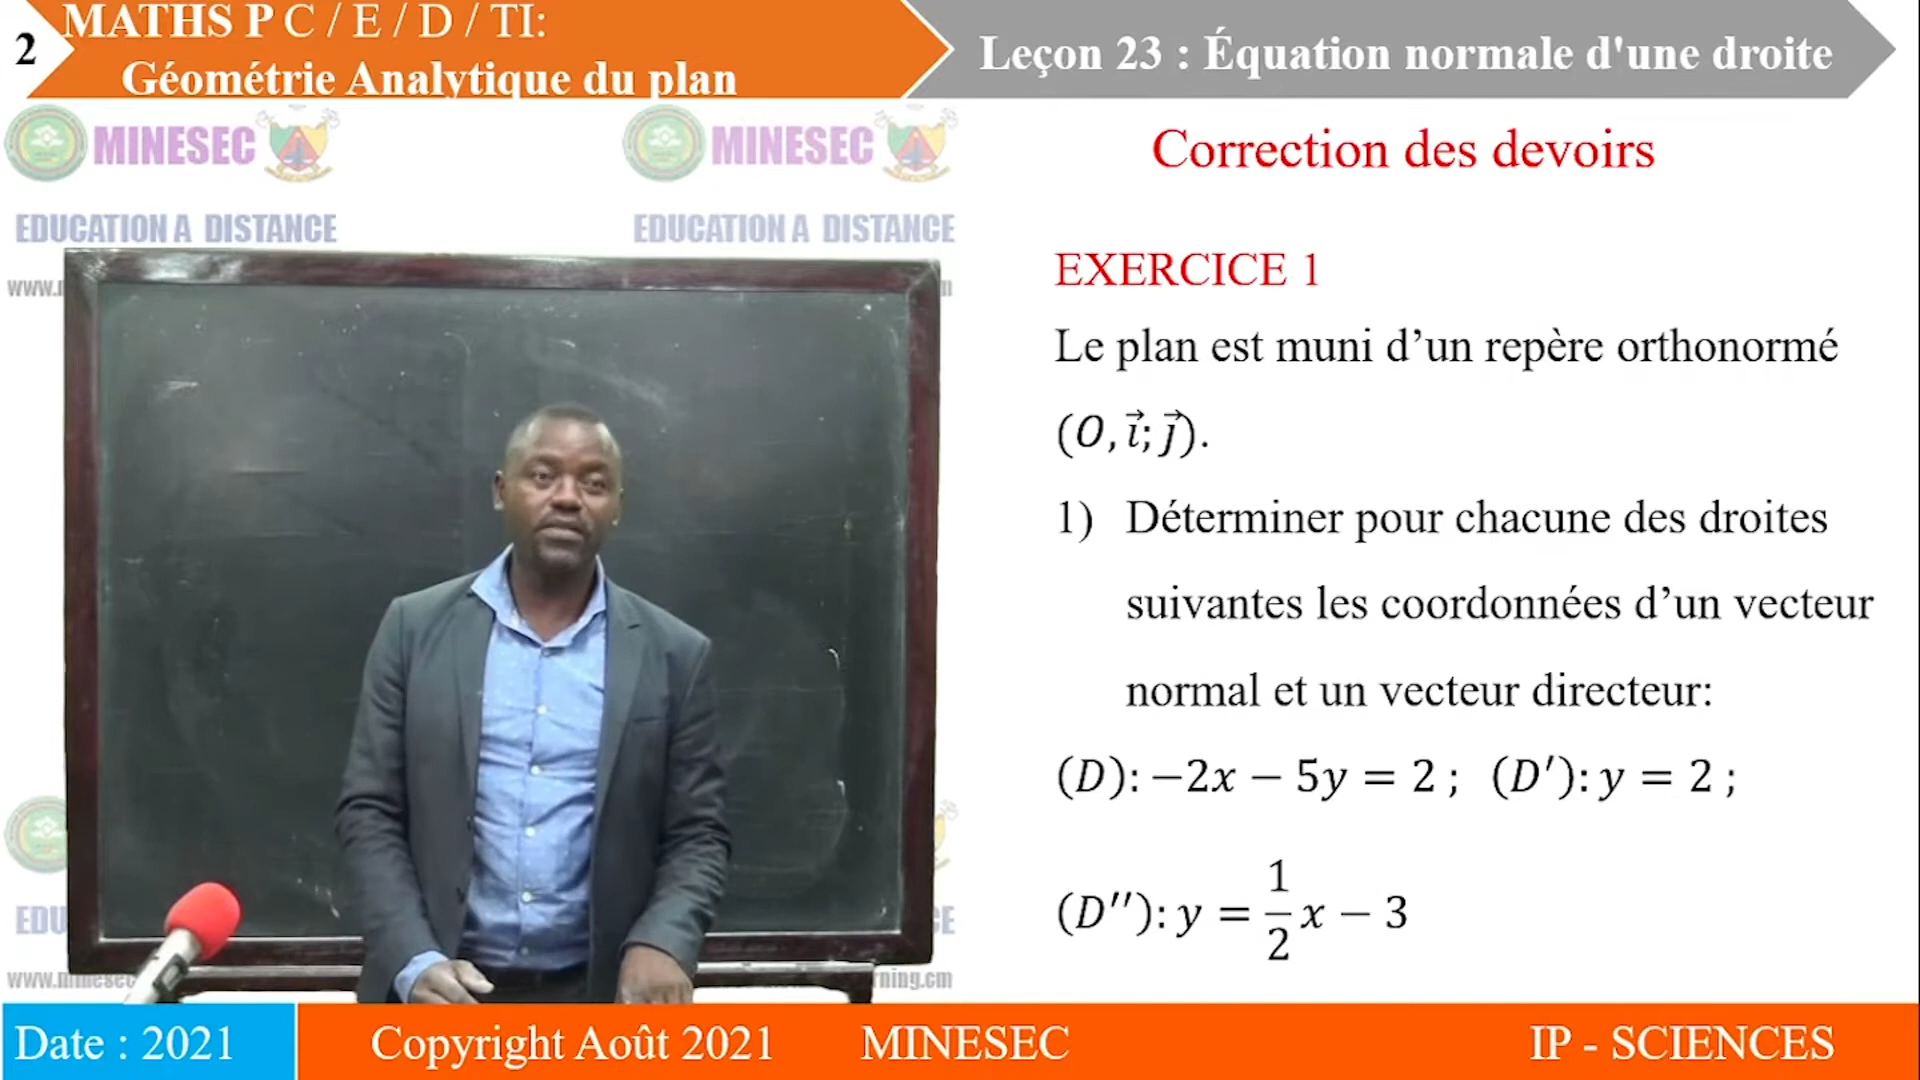 2
MATHS P C / E / D / TI:
Géométrie Analytique du plan
Leçon 23 : Équation normale d'une droite
MINESEC
MINESEC
EDUCATION A DISTANCE
EDUCATION A DISTANCE
Correction des devoirs
EXERCICE 1
Le plan est muni d’un repère orthonormé
(O, i⃗; j⃗).
1) Déterminer pour chacune des droites
suivantes les coordonnées d’un vecteur
normal et un vecteur directeur:
(D): −2x − 5y = 2 ; (D′): y = 2 ;
(D′′): y = 1/2 x − 3
Date : 2021
Copyright Août 2021
MINESEC
IP - SCIENCES